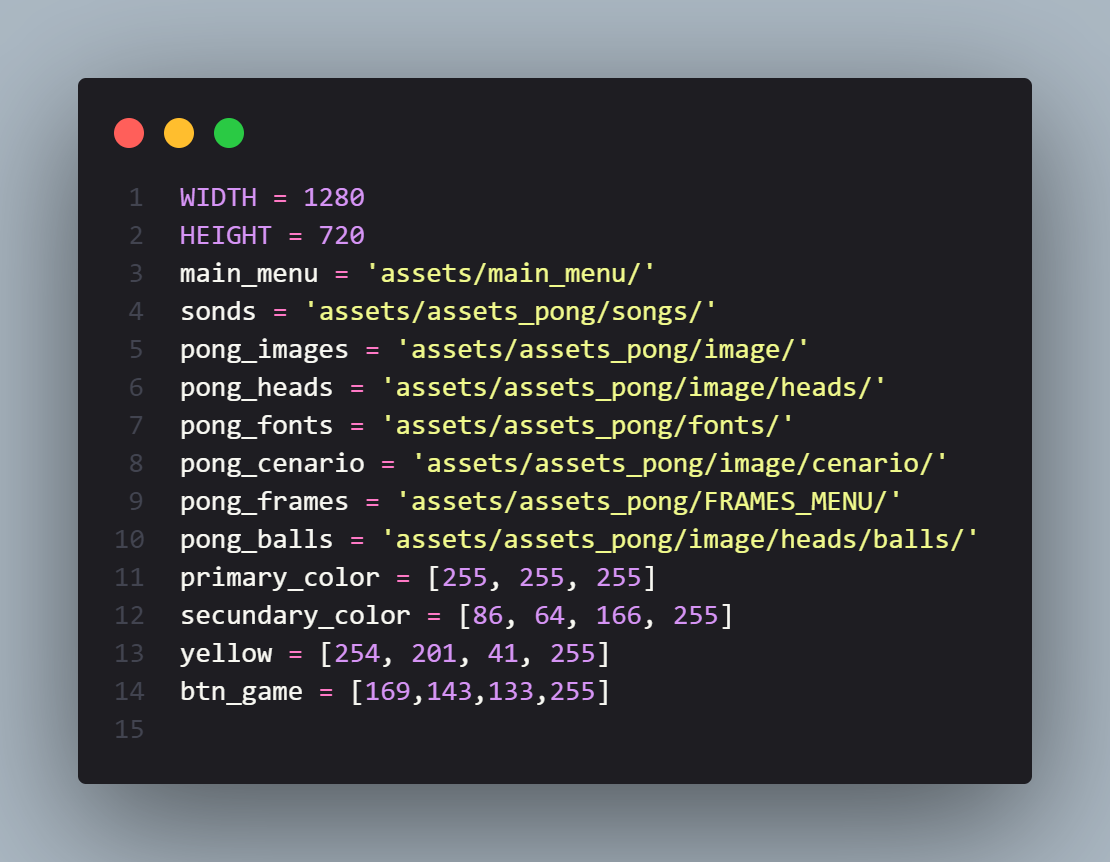 1 WIDTH = 1280
2 HEIGHT = 720
3 main_menu = 'assets/main_menu/'
4 sonds = 'assets/assets_pong/songs/'
5 pong_images = 'assets/assets_pong/image/'
6 pong_heads = 'assets/assets_pong/image/heads/'
7 pong_fonts = 'assets/assets_pong/fonts/'
8 pong_cenario = 'assets/assets_pong/image/cenario/'
9 pong_frames = 'assets/assets_pong/FRAMES_MENU/'
10 pong_balls = 'assets/assets_pong/image/heads/balls/'
11 primary_color = [255, 255, 255]
12 secundary_color = [86, 64, 166, 255]
13 yellow = [254, 201, 41, 255]
14 btn_game = [169,143,133,255]
15